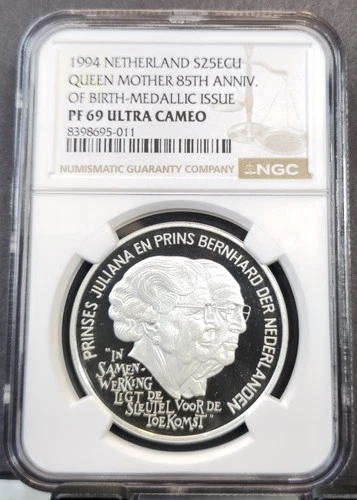 1994 NETHERLAND S25ECU
QUEEN MOTHER 85TH ANNIV.
OF BIRTH-MEDALLIC ISSUE
PF 69 ULTRA CAMEO
8398695-011
NUMISMATIC GUARANTY COMPANY
NGC
PRINSES JULIANA EN PRINS BERNHARD DER NEDERLANDEN
"IN
SAMEN-
WERKING
LIGT DE
SLEUTEL VOOR DE
TOEKOMST"